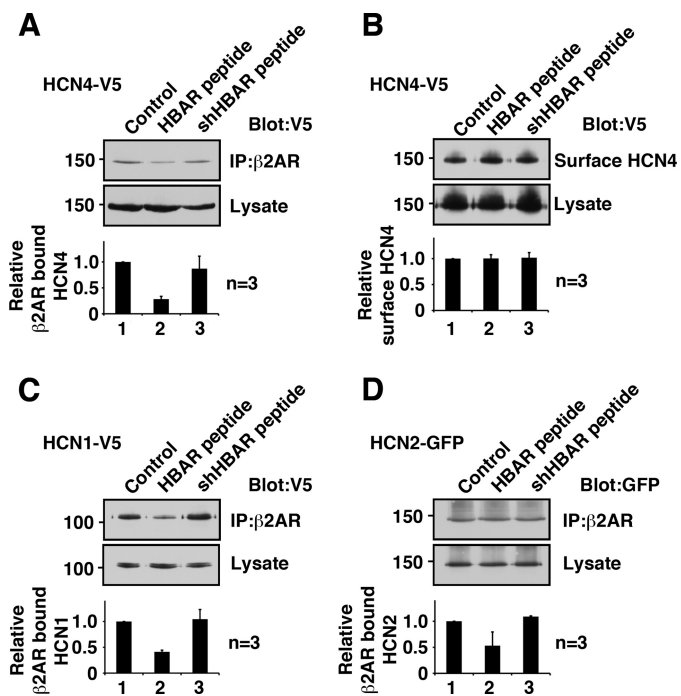 A
HCN4-V5
Control
HBAR peptide
shHBAR peptide
Blot:V5
150
IP:β2AR
150
Lysate
Relative
β2AR bound
HCN4
1.0
0.5
0
n=3
1 2 3
B
HCN4-V5
Control
HBAR peptide
shHBAR peptide
Blot:V5
150
Surface HCN4
150
Lysate
Relative
surface HCN4
1.0
0.5
0
n=3
1 2 3
C
HCN1-V5
Control
HBAR peptide
shHBAR peptide
Blot:V5
100
IP:β2AR
100
Lysate
Relative
β2AR bound
HCN1
1.0
0.5
0
n=3
1 2 3
D
HCN2-GFP
Control
HBAR peptide
shHBAR peptide
Blot:GFP
150
IP:β2AR
150
Lysate
Relative
β2AR bound
HCN2
1.0
0.5
0
n=3
1 2 3